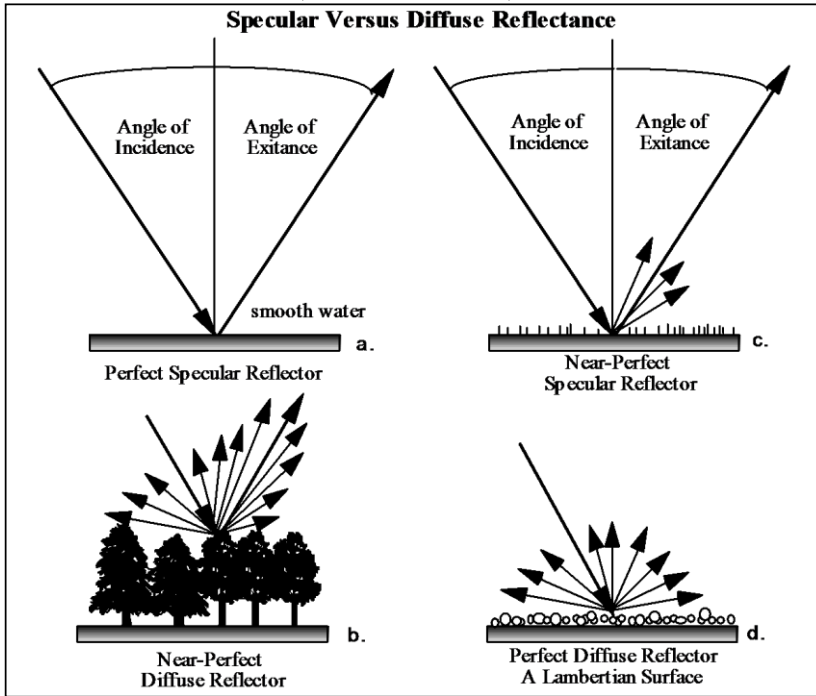 Specular Versus Diffuse Reflectance
Angle of
Incidence
Angle of
Exitance
smooth water
a.
Perfect Specular Reflector
Angle of
Incidence
Angle of
Exitance
c.
Near-Perfect
Specular Reflector
b.
Near-Perfect
Diffuse Reflector
d.
Perfect Diffuse Reflector
A Lambertian Surface